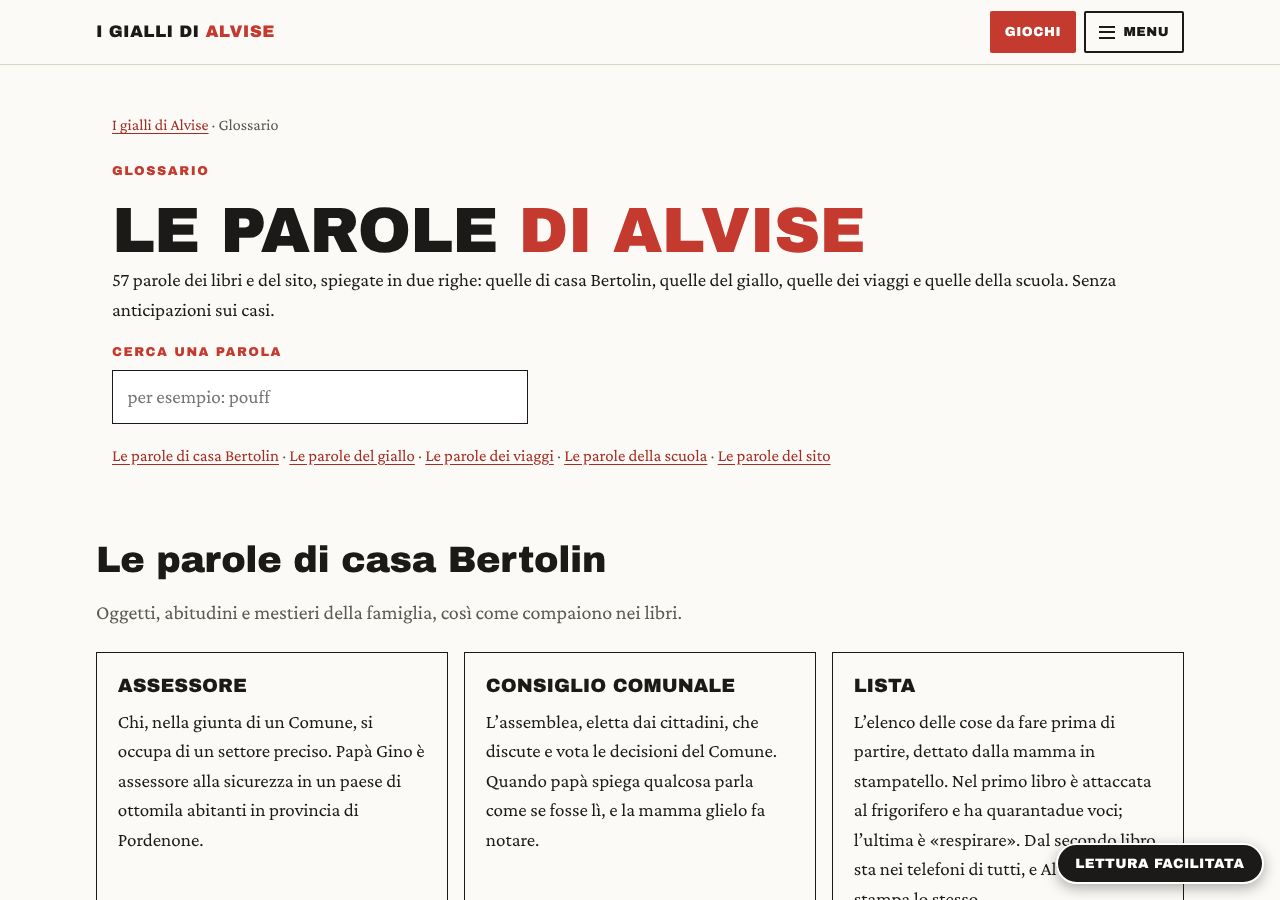 I GIALLI DI ALVISE
GIOCHI
MENU
I gialli di Alvise · Glossario
GLOSSARIO
LE PAROLE DI ALVISE
57 parole dei libri e del sito, spiegate in due righe: quelle di casa Bertolin, quelle del giallo, quelle dei viaggi e quelle della scuola. Senza
anticipazioni sui casi.
CERCA UNA PAROLA
per esempio: pouff
Le parole di casa Bertolin · Le parole del giallo · Le parole dei viaggi · Le parole della scuola · Le parole del sito
Le parole di casa Bertolin
Oggetti, abitudini e mestieri della famiglia, così come compaiono nei libri.
ASSESSORE
Chi, nella giunta di un Comune, si
occupa di un settore preciso. Papà Gino è
assessore alla sicurezza in un paese di
ottomila abitanti in provincia di
Pordenone.
CONSIGLIO COMUNALE
L’assemblea, eletta dai cittadini, che
discute e vota le decisioni del Comune.
Quando papà spiega qualcosa parla
come se fosse lì, e la mamma glielo fa
notare.
LISTA
L’elenco delle cose da fare prima di
partire, dettato dalla mamma in
stampatello. Nel primo libro è attaccata
al frigorifero e ha quarantadue voci;
l’ultima è «respirare». Dal secondo libro
sta nei telefoni di tutti, e Al
stampa lo stesso.
LETTURA FACILITATA